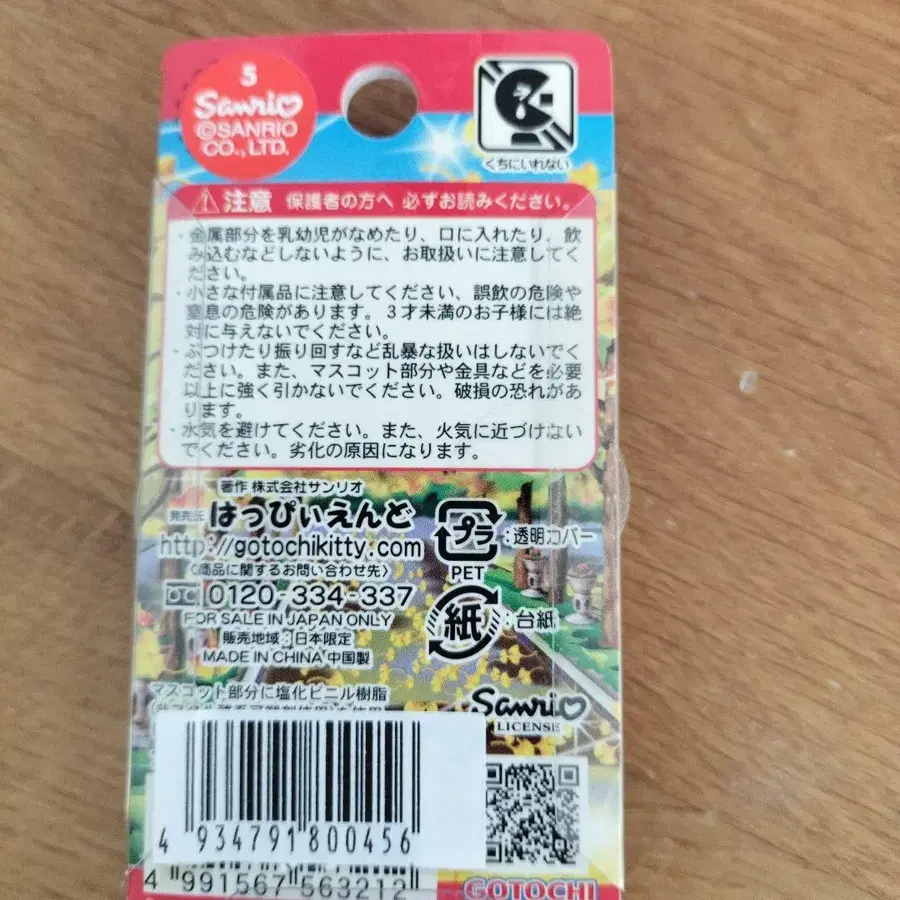 5
Sanrio
©SANRIO
CO., LTD.
くちにいれない
注意 保護者の方へ 必ずお読みください。
・金属部分を乳幼児がなめたり、口に入れたり、飲
み込むなどしないように、お取扱いに注意してく
ださい。
・小さな付属品に注意してください、誤飲の危険や
窒息の危険があります。３才未満のお子様には絶
対に与えないでください。
・ぶつけたり振り回すなど乱暴な扱いはしないでく
ださい。また、マスコット部分や金具などを必要
以上に強く引かないでください。破損の恐れがあ
ります。
・水気を避けてください。また、火気に近づけない
でください。劣化の原因になります。
著作 株式会社サンリオ
発売元 はっぴぃえんど
http://gotochikitty.com
〈商品に関するお問い合わせ先〉
0120-334-337
FOR SALE IN JAPAN ONLY
販売地域：日本限定
MADE IN CHINA 中国製
プラ :透明カバー
PET
紙 :台紙
マスコット部分に塩化ビニル樹脂
Sanrio
LICENSE
4 934791 800456
4 991567 563212
GOTOCHI